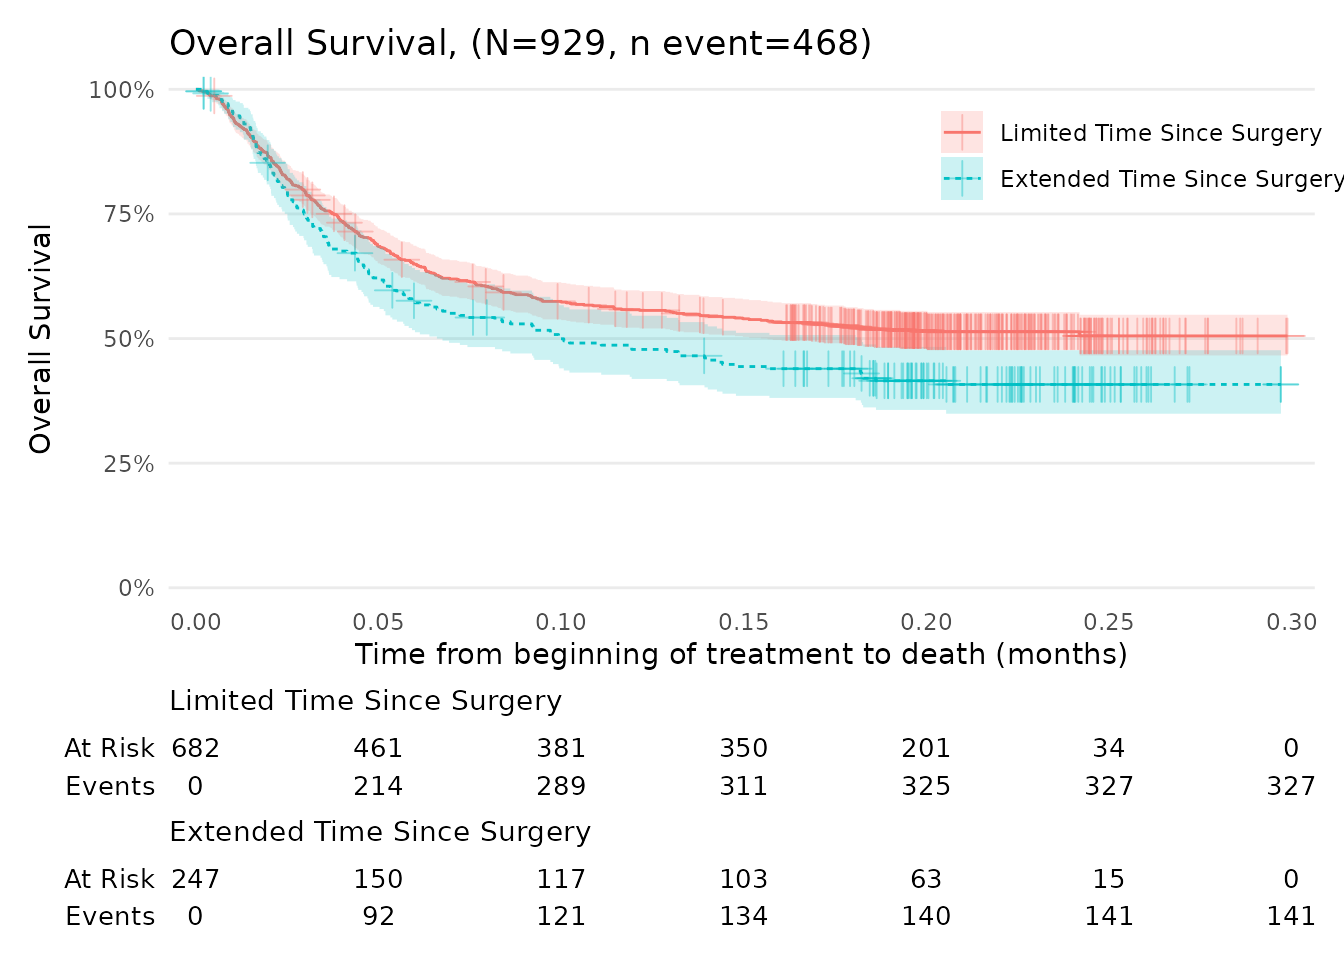 Overall Survival, (N=929, n event=468)
100%
75%
50%
25%
0%
Overall Survival
Limited Time Since Surgery
Extended Time Since Surgery
0.00 0.05 0.10 0.15 0.20 0.25 0.30
Time from beginning of treatment to death (months)
Limited Time Since Surgery
At Risk 682 461 381 350 201 34 0
Events 0 214 289 311 325 327 327
Extended Time Since Surgery
At Risk 247 150 117 103 63 15 0
Events 0 92 121 134 140 141 141